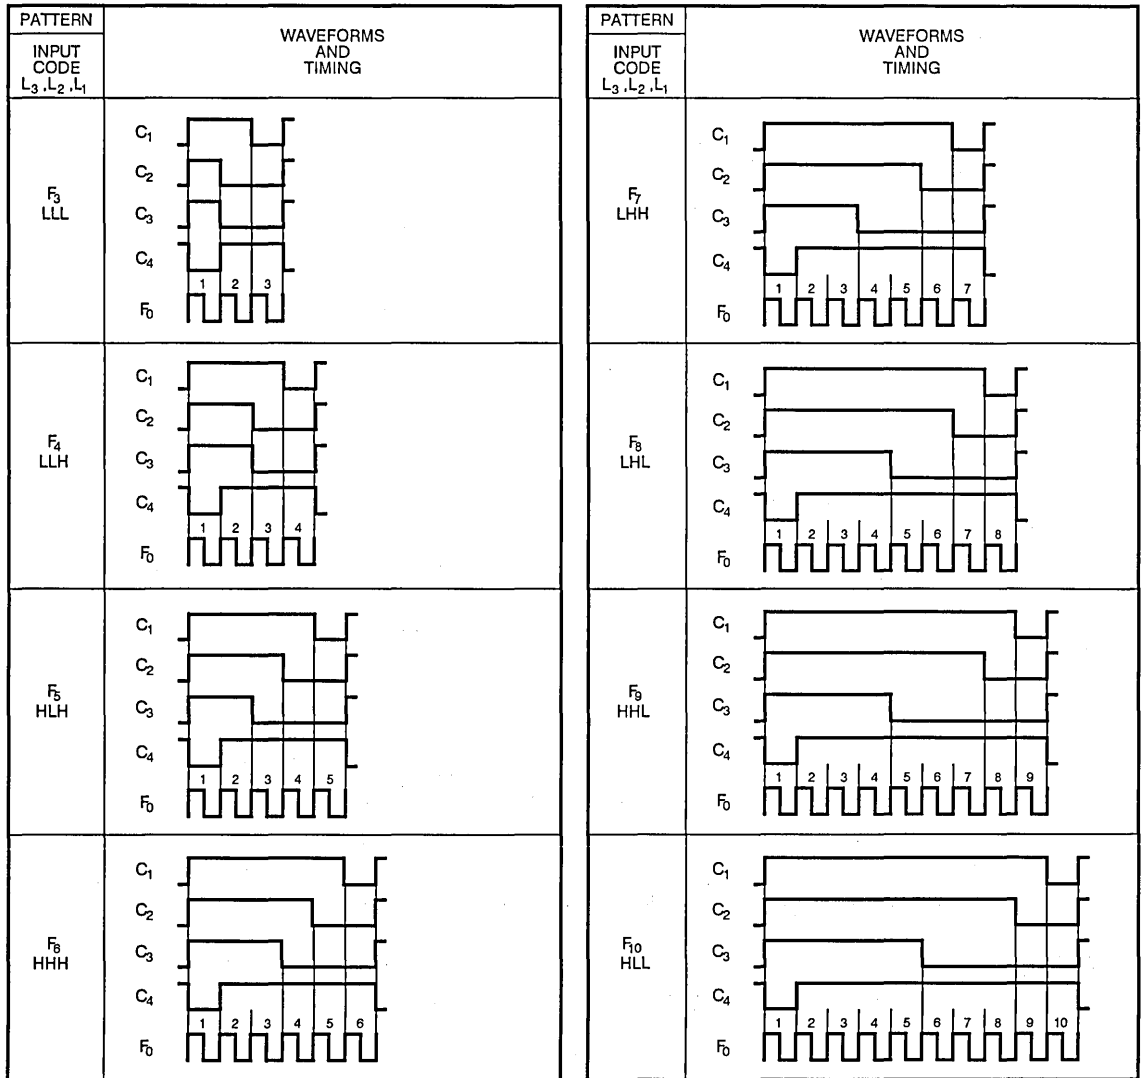 PATTERN
INPUT
CODE
L3 ,L2 ,L1
WAVEFORMS
AND
TIMING
F3
LLL
C1
C2
C3
C4
1 2 3
F0
F4
LLH
C1
C2
C3
C4
1 2 3 4
F0
F5
HLH
C1
C2
C3
C4
1 2 3 4 5
F0
F6
HHH
C1
C2
C3
C4
1 2 3 4 5 6
F0
PATTERN
INPUT
CODE
L3 ,L2 ,L1
WAVEFORMS
AND
TIMING
F7
LHH
C1
C2
C3
C4
1 2 3 4 5 6 7
F0
F8
LHL
C1
C2
C3
C4
1 2 3 4 5 6 7 8
F0
F9
HHL
C1
C2
C3
C4
1 2 3 4 5 6 7 8 9
F0
F10
HLL
C1
C2
C3
C4
1 2 3 4 5 6 7 8 9 10
F0